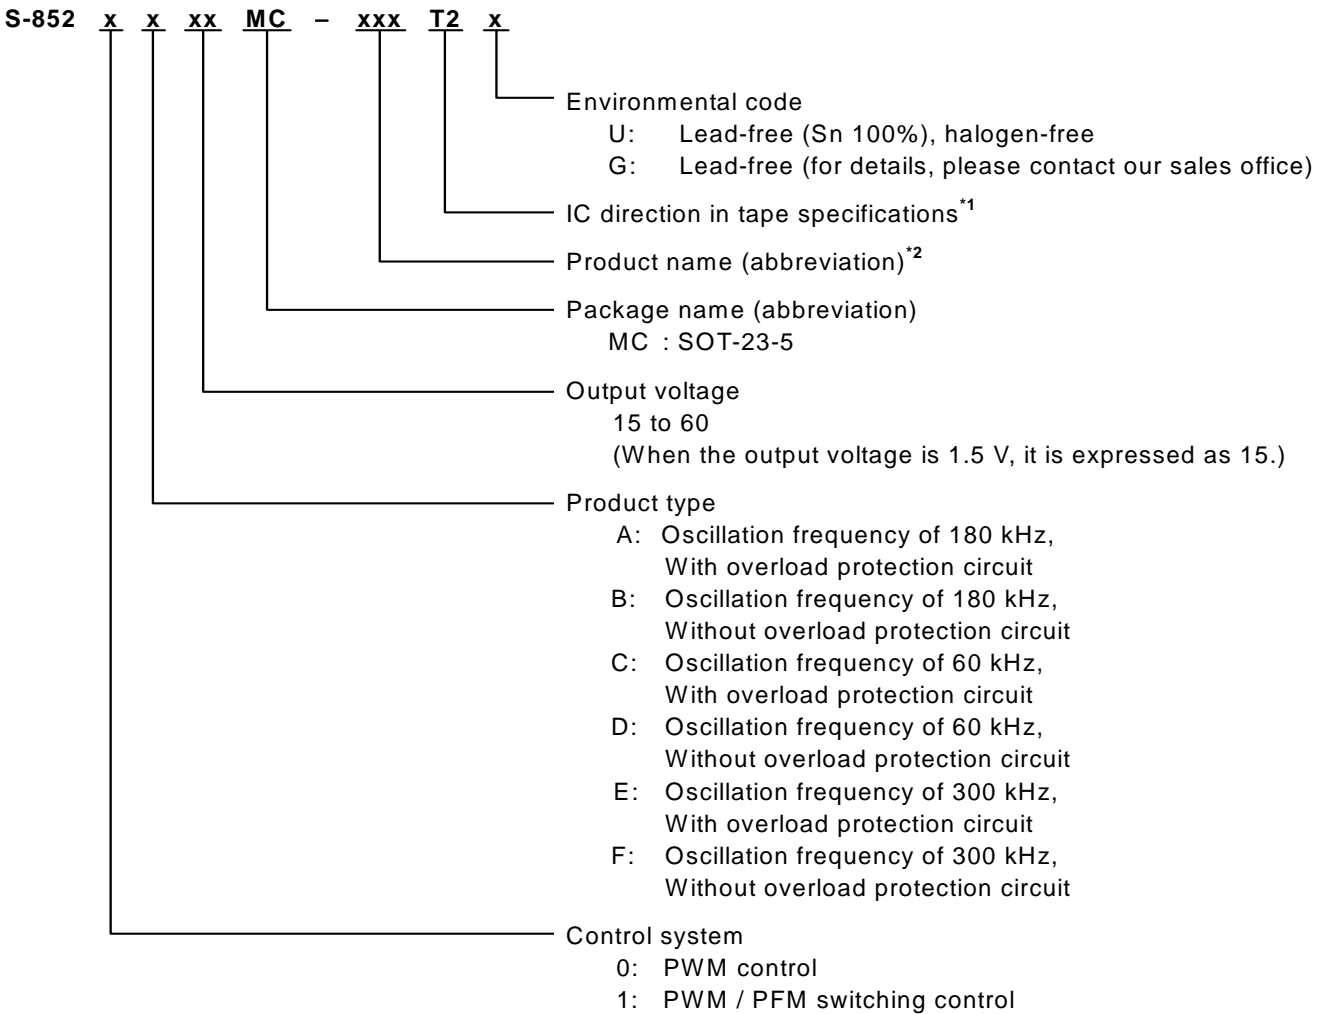 S-852 x x xx MC – xxx T2 x
Environmental code
U: Lead-free (Sn 100%), halogen-free
G: Lead-free (for details, please contact our sales office)
IC direction in tape specifications*1
Product name (abbreviation)*2
Package name (abbreviation)
MC : SOT-23-5
Output voltage
15 to 60
(When the output voltage is 1.5 V, it is expressed as 15.)
Product type
A: Oscillation frequency of 180 kHz,
With overload protection circuit
B: Oscillation frequency of 180 kHz,
Without overload protection circuit
C: Oscillation frequency of 60 kHz,
With overload protection circuit
D: Oscillation frequency of 60 kHz,
Without overload protection circuit
E: Oscillation frequency of 300 kHz,
With overload protection circuit
F: Oscillation frequency of 300 kHz,
Without overload protection circuit
Control system
0: PWM control
1: PWM / PFM switching control